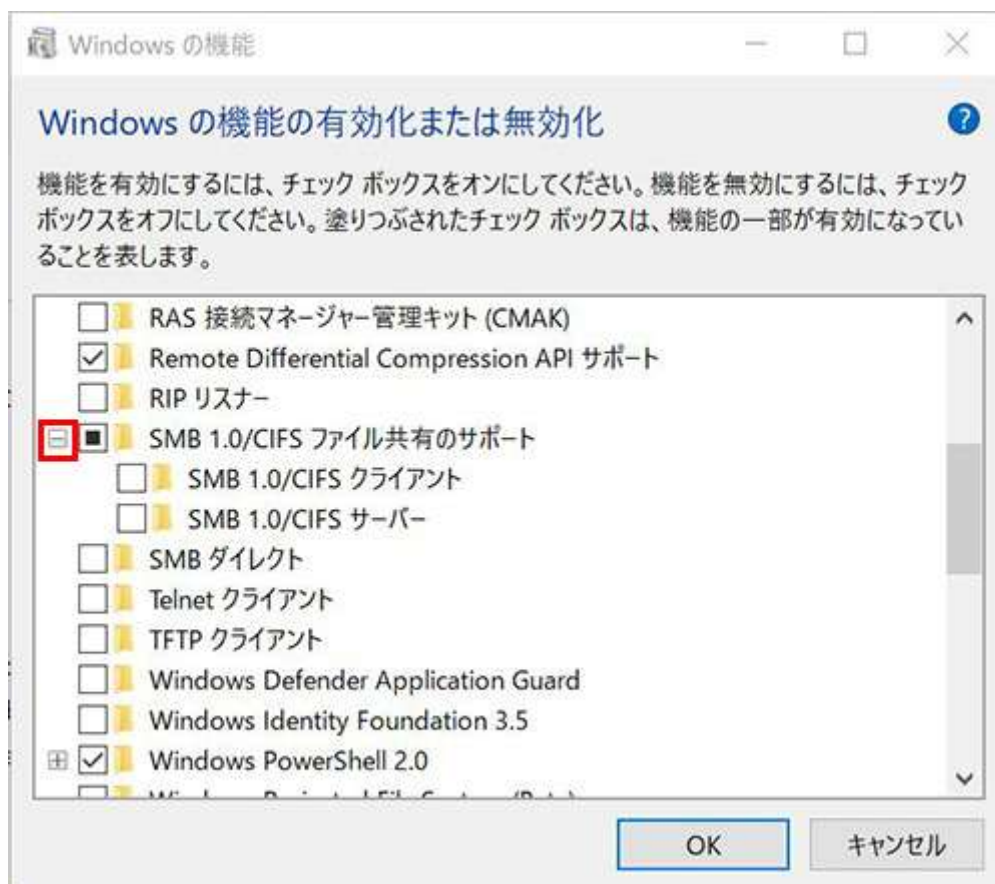 Windows の機能
Windows の機能の有効化または無効化
機能を有効にするには、チェック ボックスをオンにしてください。機能を無効にするには、チェック
ボックスをオフにしてください。塗りつぶされたチェック ボックスは、機能の一部が有効になってい
ることを表します。
RAS 接続マネージャー管理キット (CMAK)
Remote Differential Compression API サポート
RIP リスナー
SMB 1.0/CIFS ファイル共有のサポート
SMB 1.0/CIFS クライアント
SMB 1.0/CIFS サーバー
SMB ダイレクト
Telnet クライアント
TFTP クライアント
Windows Defender Application Guard
Windows Identity Foundation 3.5
Windows PowerShell 2.0
OK
キャンセル